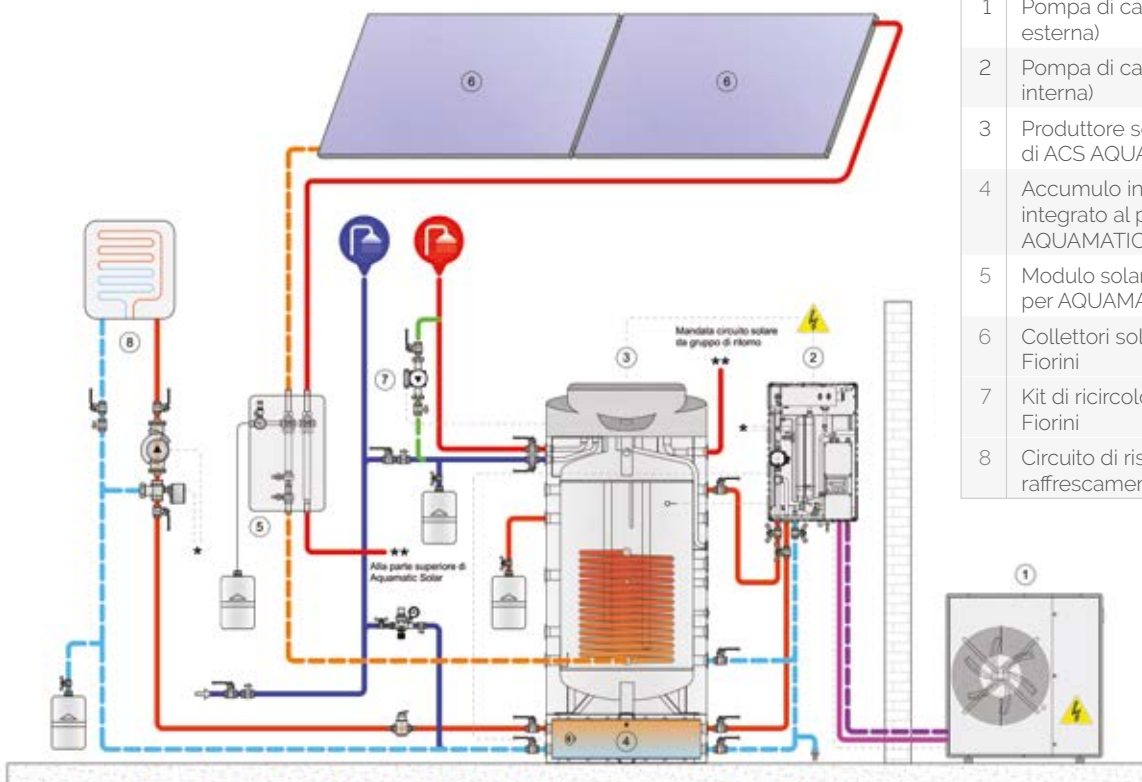 1 Pompa di ca
esterna)
2 Pompa di ca
interna)
3 Produttore se
di ACS AQUA
4 Accumulo in
integrato al p
AQUAMATIC
5 Modulo solar
per AQUAMA
6 Collettori sol
Fiorini
7 Kit di ricircolo
Fiorini
8 Circuito di ris
raffrescamen
6
6
8
7
3
2
Mandata circuito solare
da gruppo di ritorno
**
*
5
*
**
Alla parte superiore di
Aquamatic Solar
1
4